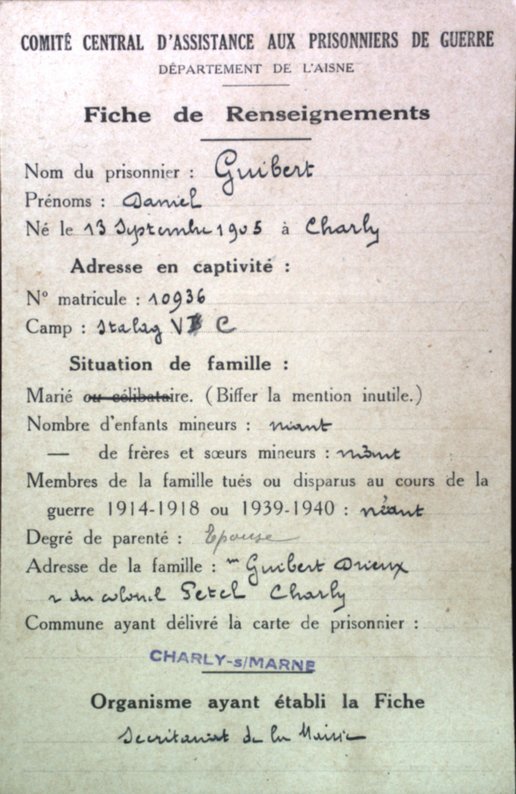 COMITÉ CENTRAL D'ASSISTANCE AUX PRISONNIERS DE GUERRE
DÉPARTEMENT DE L'AISNE
Fiche de Renseignements
Nom du prisonnier : Guibert
Prénoms : Daniel
Né le 13 Septembre 1905 à Charly
Adresse en captivité :
N° matricule : 10936
Camp : Stalag V C
Situation de famille :
Marié ou célibataire. (Biffer la mention inutile.)
Nombre d'enfants mineurs : néant
— de frères et sœurs mineurs : néant
Membres de la famille tués ou disparus au cours de la
guerre 1914-1918 ou 1939-1940 : néant
Degré de parenté : Epouse
Adresse de la famille : Guibert Drieux
r du colonel Petel Charly
Commune ayant délivré la carte de prisonnier :
CHARLY-s/MARNE
Organisme ayant établi la Fiche
Secrétariat de la Mairie